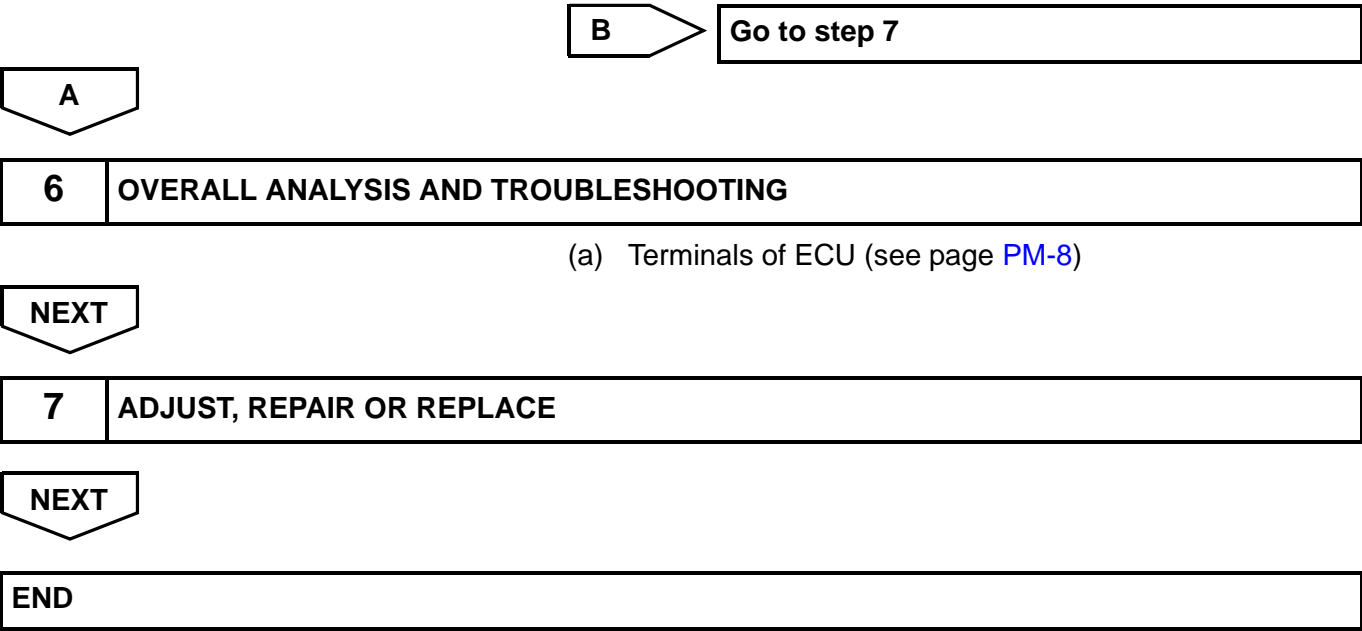 B Go to step 7
A
6 OVERALL ANALYSIS AND TROUBLESHOOTING
(a) Terminals of ECU (see page PM-8)
NEXT
7 ADJUST, REPAIR OR REPLACE
NEXT
END